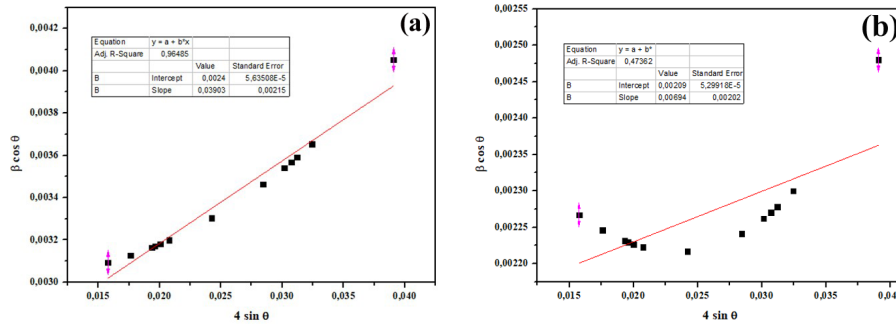 (a)
0,0042
0,0040
0,0038
0,0036
0,0034
0,0032
0,0030
β cos θ
Equation y = a + b*x
Adj. R-Square 0,96485
Value Standard Error
B Intercept 0,0024 5,63508E-5
B Slope 0,03903 0,00215
0,015 0,020 0,025 0,030 0,035 0,040
4 sin θ
(b)
0,00255
0,00250
0,00245
0,00240
0,00235
0,00230
0,00225
0,00220
β cos θ
Equation y = a + b*
Adj. R-Square 0,47362
Value Standard Error
B Intercept 0,00209 5,29918E-5
B Slope 0,00694 0,00202
0,015 0,020 0,025 0,030 0,035 0,04
4 sin θ